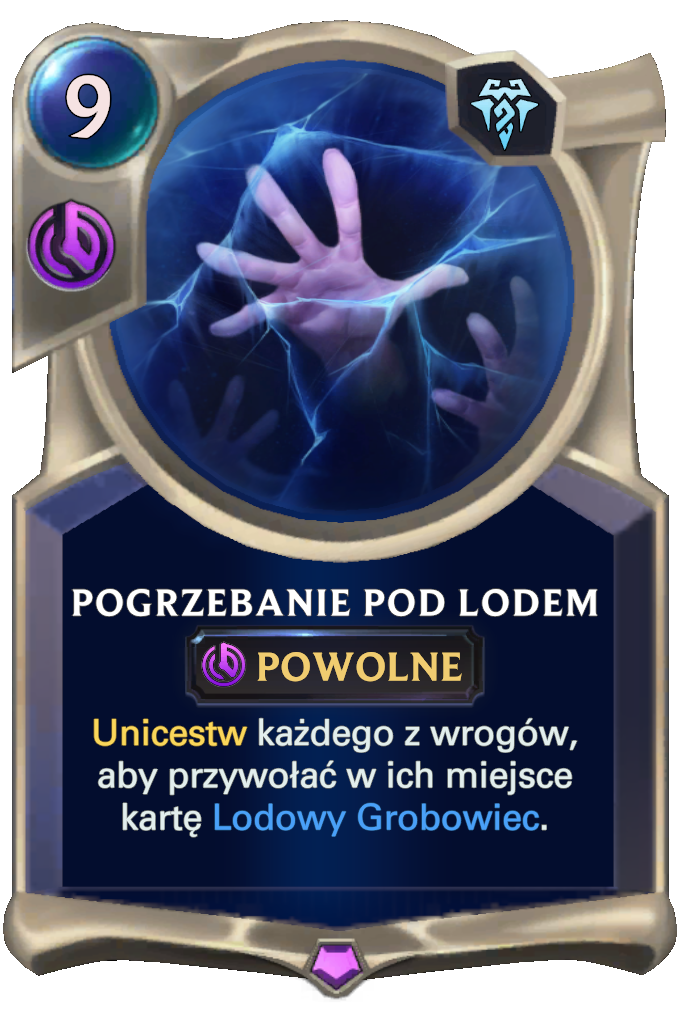 9
POGRZEBANIE POD LODEM
POWOLNE
Unicestw każdego z wrogów,
aby przywołać w ich miejsce
kartę Lodowy Grobowiec.